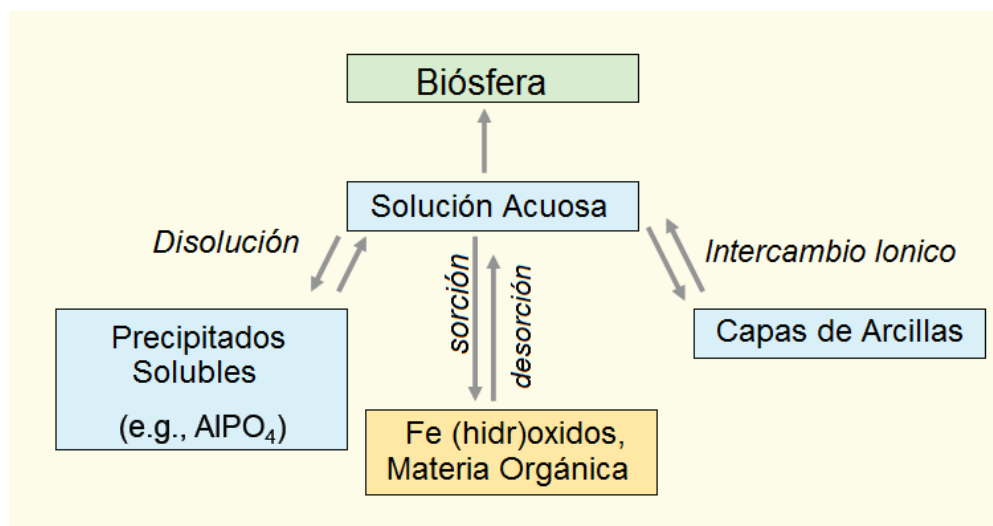 Biósfera
Solución Acuosa
Disolución
sorción
desorción
Intercambio Ionico
Precipitados
Solubles
(e.g., AlPO₄)
Capas de Arcillas
Fe (hidr)oxidos,
Materia Orgánica